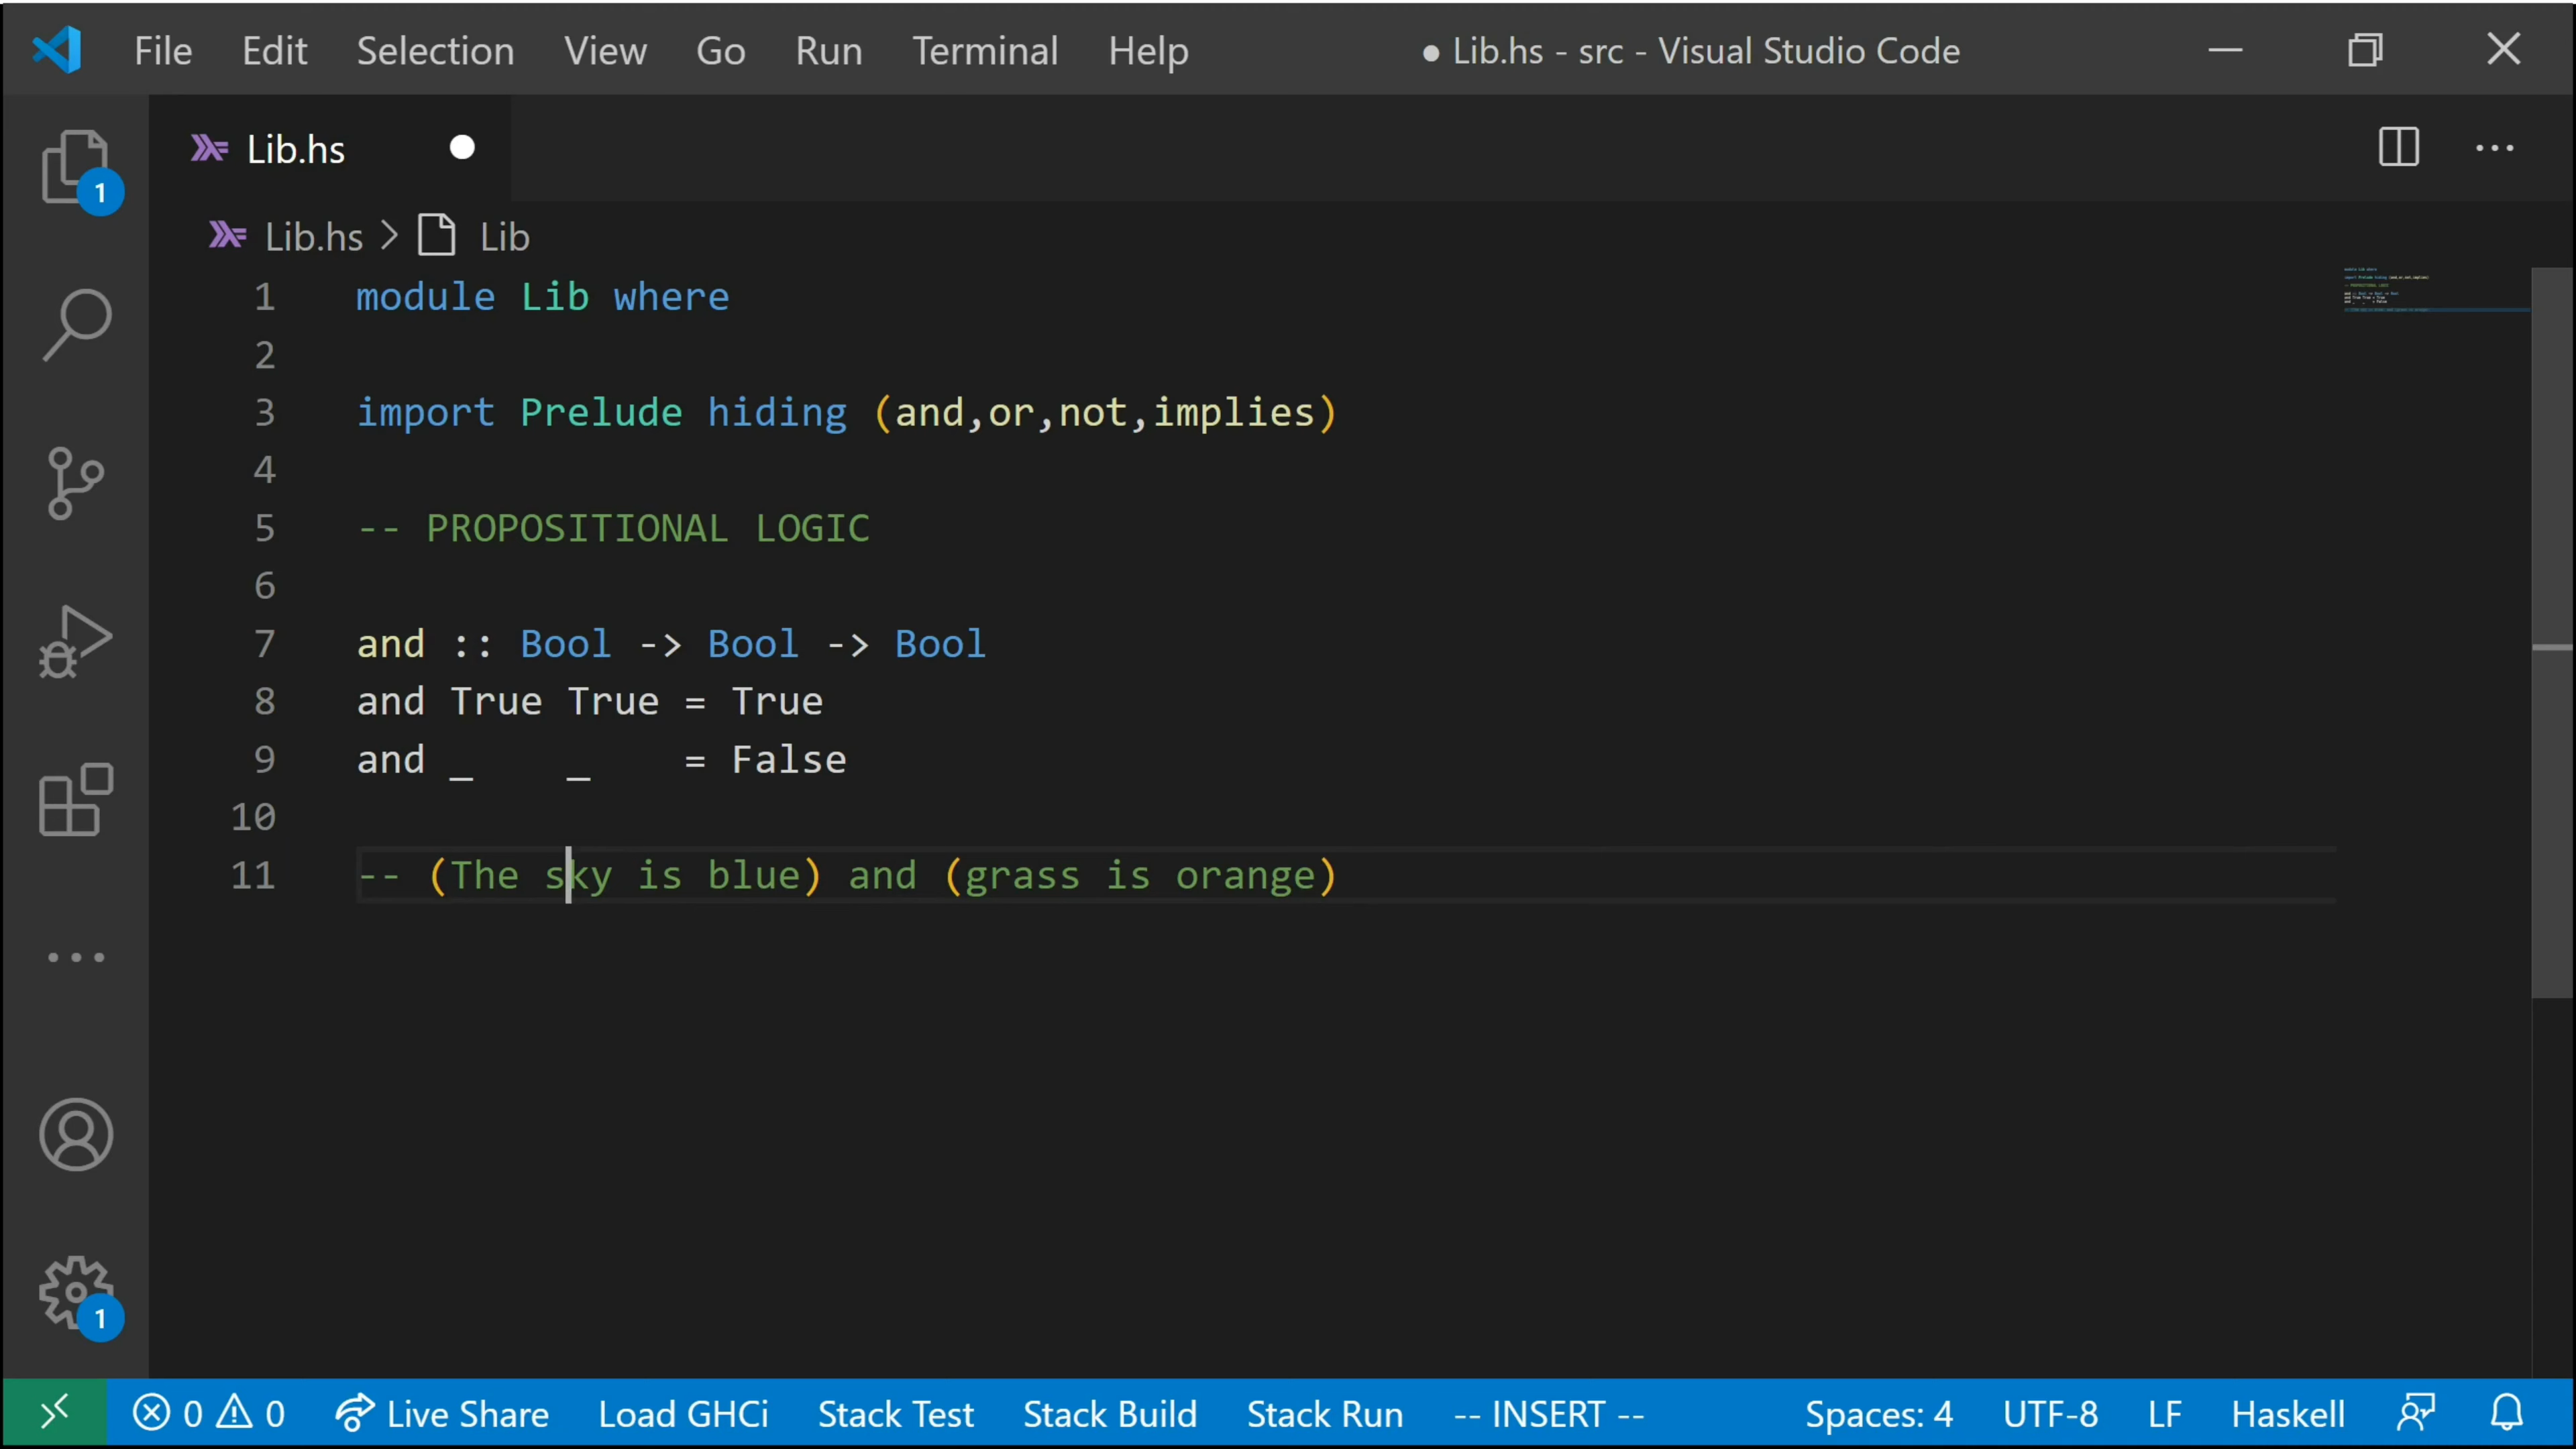 File Edit Selection View Go Run Terminal Help ● Lib.hs - src - Visual Studio Code
Lib.hs
1
Lib.hs > Lib
1 module Lib where
2
3 import Prelude hiding (and,or,not,implies)
4
5 -- PROPOSITIONAL LOGIC
6
7 and :: Bool -> Bool -> Bool
8 and True True = True
9 and _    _    = False
10
11 -- (The sky is blue) and (grass is orange)
1
0 0 Live Share Load GHCi Stack Test Stack Build Stack Run -- INSERT -- Spaces: 4 UTF-8 LF Haskell